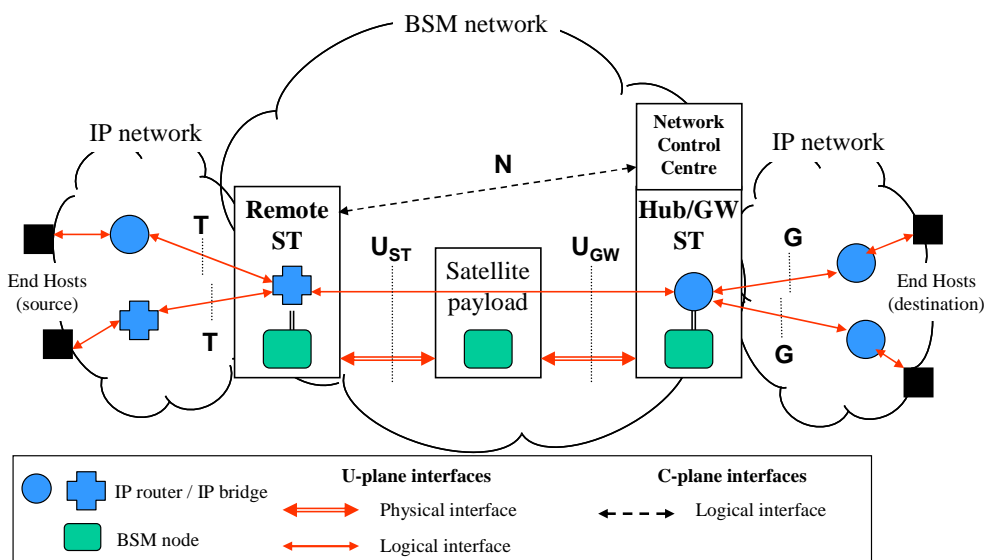 BSM network
IP network
Network
Control
Centre
IP network
N
Remote
ST
Hub/GW
ST
T
U_ST
U_GW
G
Satellite
payload
End Hosts
(source)
End Hosts
(destination)
T
G
U-plane interfaces
C-plane interfaces
IP router / IP bridge
Physical interface
Logical interface
BSM node
Logical interface